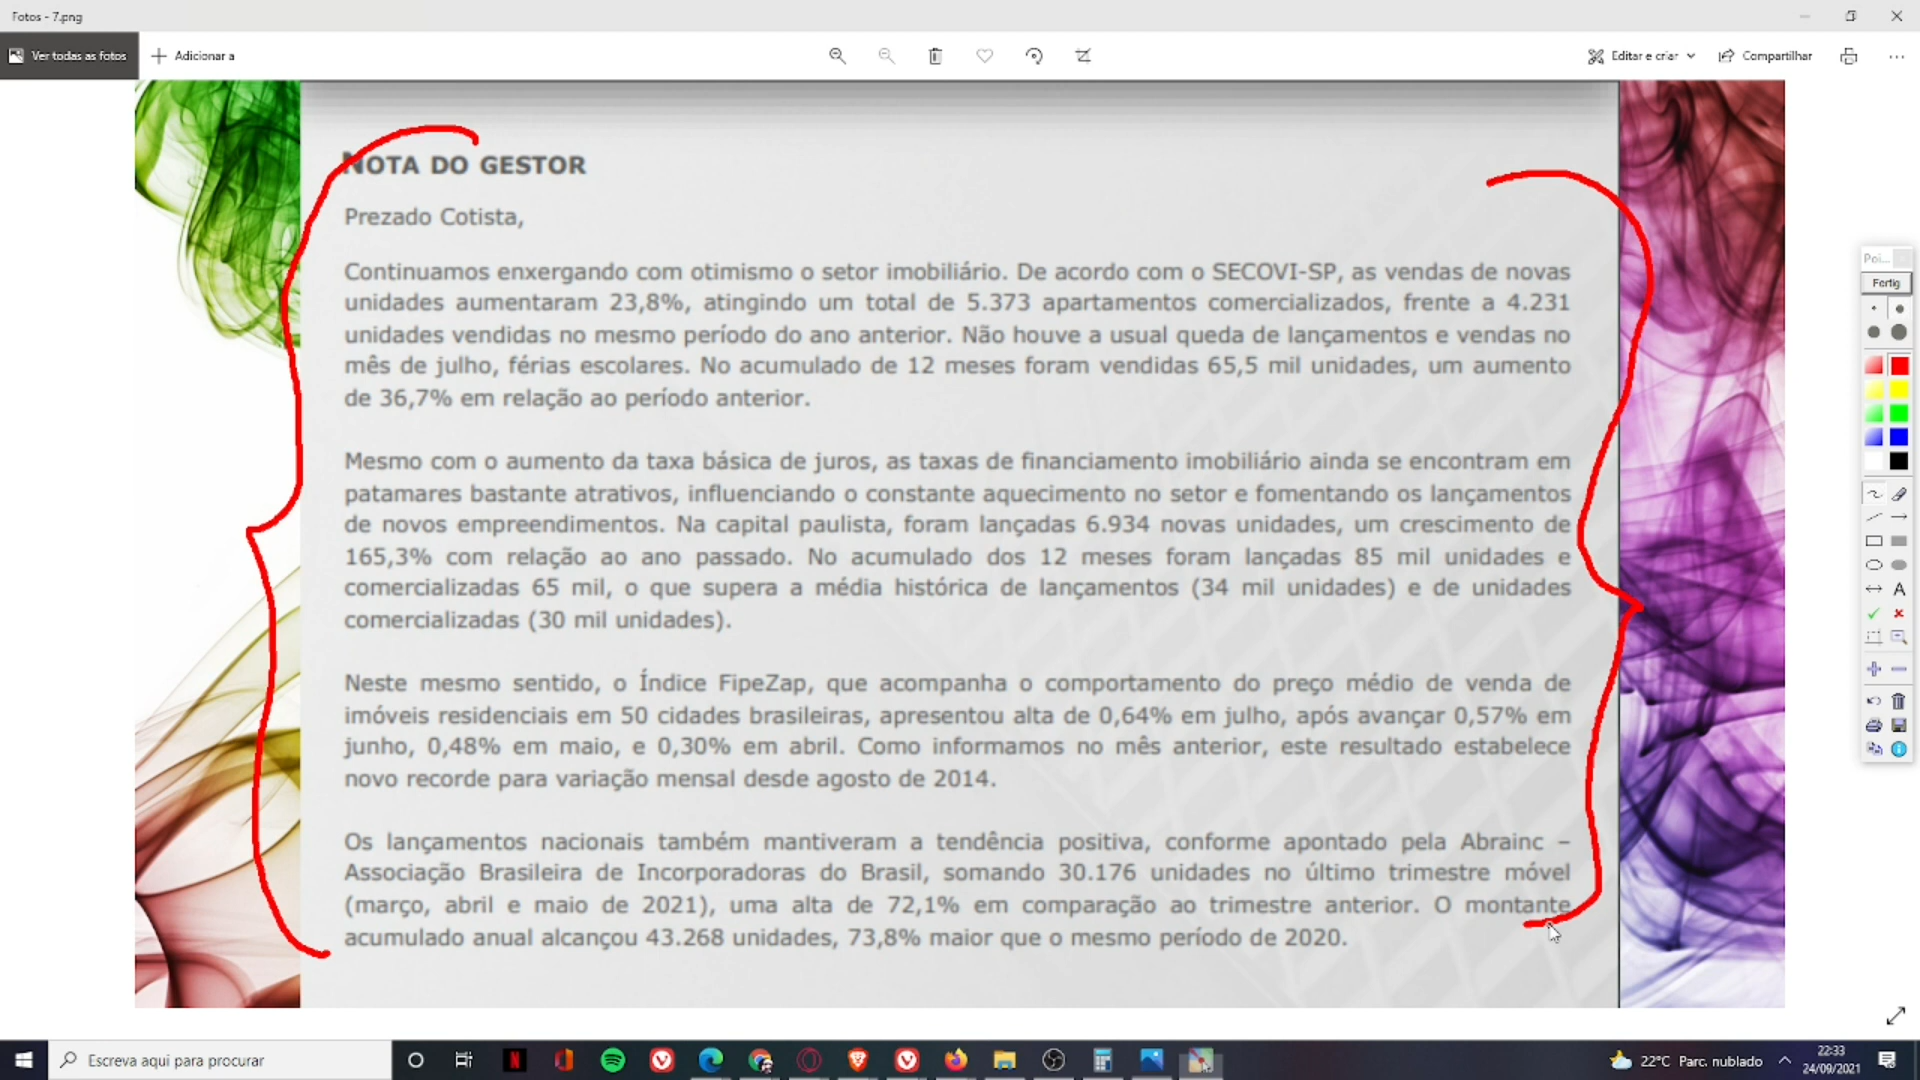 Fotos - 7.png
Ver todas as fotos
Adicionar a
Editar e criar
Compartilhar
NOTA DO GESTOR
Prezado Cotista,
Continuamos enxergando com otimismo o setor imobiliário. De acordo com o SECOVI-SP, as vendas de novas
unidades aumentaram 23,8%, atingindo um total de 5.373 apartamentos comercializados, frente a 4.231
unidades vendidas no mesmo período do ano anterior. Não houve a usual queda de lançamentos e vendas no
mês de julho, férias escolares. No acumulado de 12 meses foram vendidas 65,5 mil unidades, um aumento
de 36,7% em relação ao período anterior.
Mesmo com o aumento da taxa básica de juros, as taxas de financiamento imobiliário ainda se encontram em
patamares bastante atrativos, influenciando o constante aquecimento no setor e fomentando os lançamentos
de novos empreendimentos. Na capital paulista, foram lançadas 6.934 novas unidades, um crescimento de
165,3% com relação ao ano passado. No acumulado dos 12 meses foram lançadas 85 mil unidades e
comercializadas 65 mil, o que supera a média histórica de lançamentos (34 mil unidades) e de unidades
comercializadas (30 mil unidades).
Neste mesmo sentido, o Índice FipeZap, que acompanha o comportamento do preço médio de venda de
imóveis residenciais em 50 cidades brasileiras, apresentou alta de 0,64% em julho, após avançar 0,57% em
junho, 0,48% em maio, e 0,30% em abril. Como informamos no mês anterior, este resultado estabelece
novo recorde para variação mensal desde agosto de 2014.
Os lançamentos nacionais também mantiveram a tendência positiva, conforme apontado pela Abrainc –
Associação Brasileira de Incorporadoras do Brasil, somando 30.176 unidades no último trimestre móvel
(março, abril e maio de 2021), uma alta de 72,1% em comparação ao trimestre anterior. O montante
acumulado anual alcançou 43.268 unidades, 73,8% maior que o mesmo período de 2020.
Poi...
Fertig
A
Escreva aqui para procurar
22°C Parc. nublado
22:33
24/09/2021